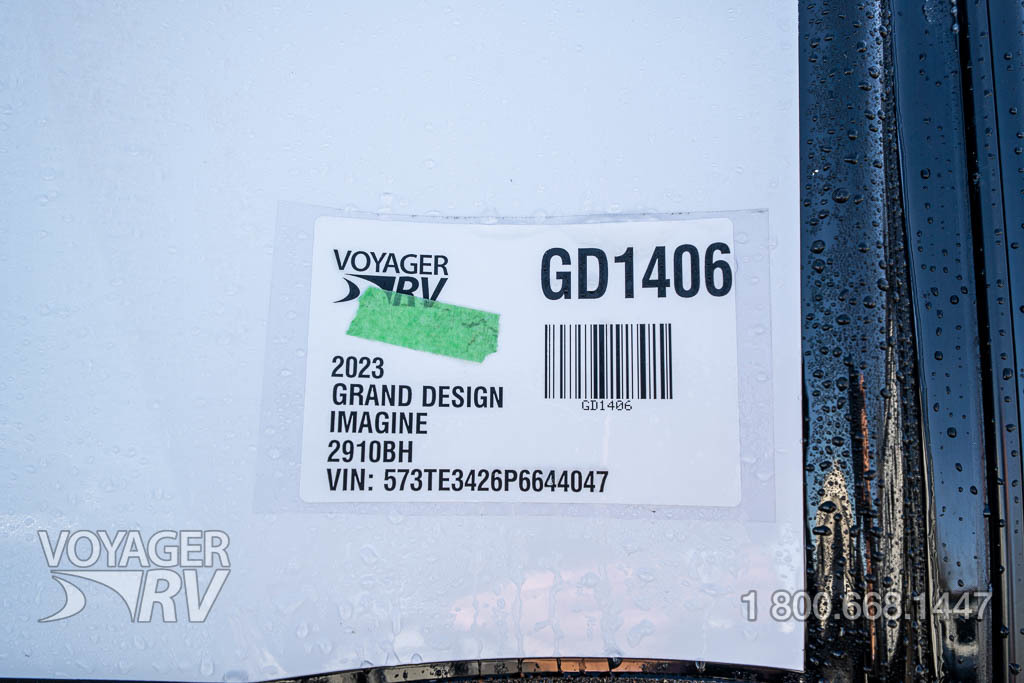 VOYAGER
RV
GD1406
GD1406
2023
GRAND DESIGN
IMAGINE
2910BH
VIN: 573TE3426P6644047
VOYAGER
RV
1 800.668.1447